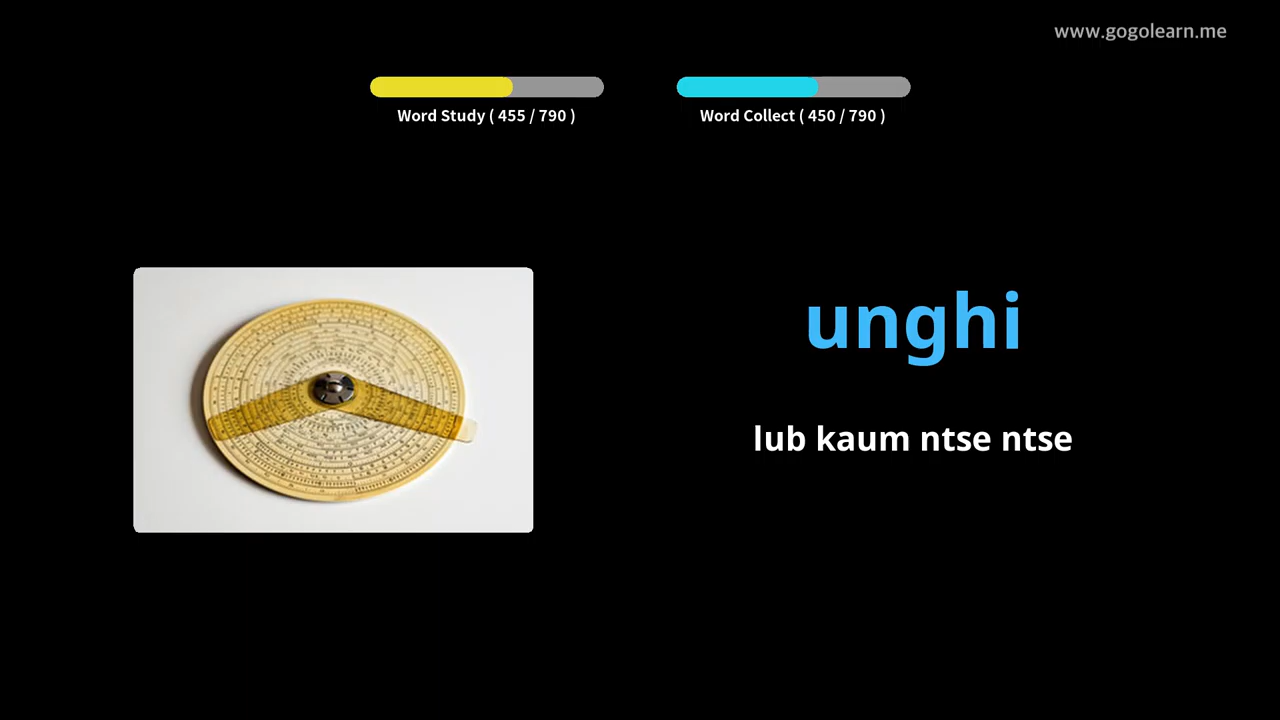 www.gogolearn.me
Word Study ( 455 / 790 )
Word Collect ( 450 / 790 )
unghi
lub kaum ntse ntse